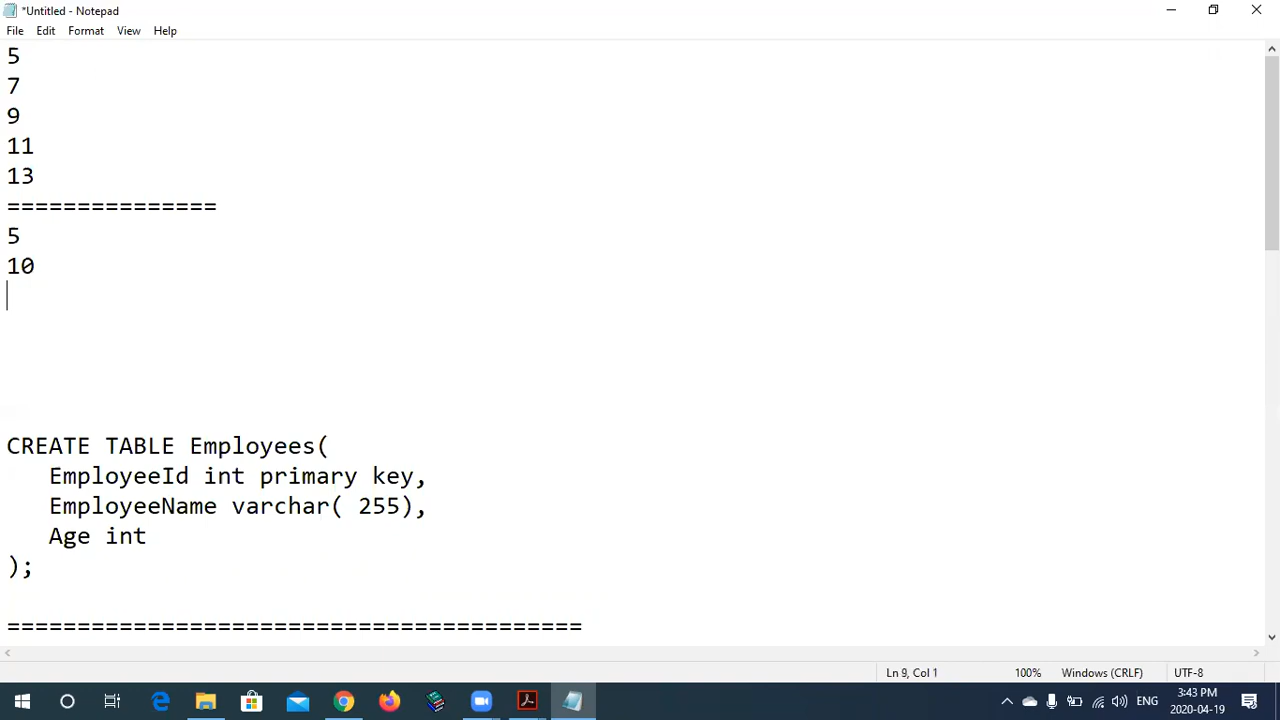 *Untitled - Notepad
File Edit Format View Help
5
7
9
11
13
===============
5
10
CREATE TABLE Employees(
   EmployeeId int primary key,
   EmployeeName varchar( 255),
   Age int
);
=========================================
Ln 9, Col 1 100% Windows (CRLF) UTF-8
ENG
3:43 PM
2020-04-19